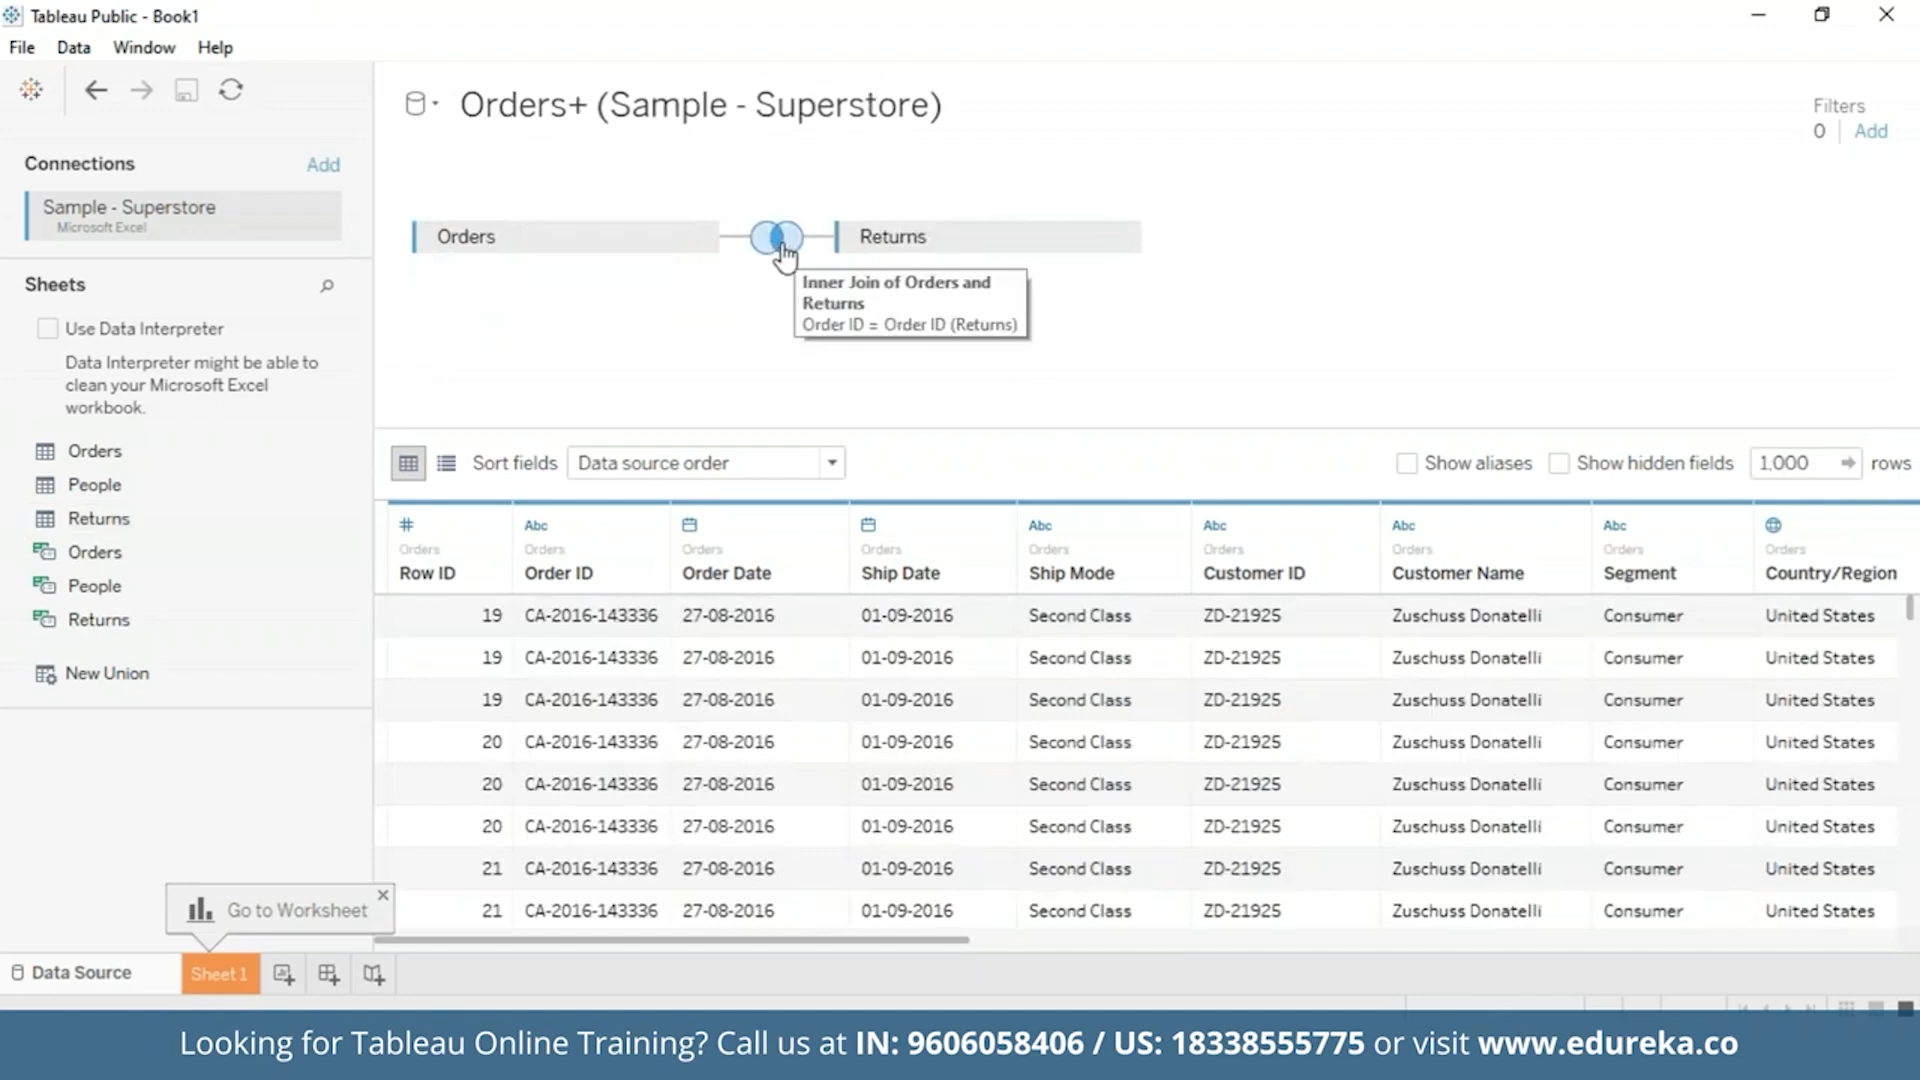 Tableau Public - Book1
File Data Window Help
Connections Add
Sample - Superstore
Microsoft Excel
Sheets
Use Data Interpreter
Data Interpreter might be able to
clean your Microsoft Excel
workbook.
Orders
People
Returns
Orders
People
Returns
New Union
Go to Worksheet
Orders+ (Sample - Superstore)
Filters
0 Add
Orders
Returns
Inner Join of Orders and
Returns
Order ID = Order ID (Returns)
Sort fields Data source order Show aliases Show hidden fields 1,000 rows
# Abc Abc Abc Abc Abc
Orders Orders Orders Orders Orders Orders Orders Orders Orders
Row ID Order ID Order Date Ship Date Ship Mode Customer ID Customer Name Segment Country/Region
19 CA-2016-143336 27-08-2016 01-09-2016 Second Class ZD-21925 Zuschuss Donatelli Consumer United States
19 CA-2016-143336 27-08-2016 01-09-2016 Second Class ZD-21925 Zuschuss Donatelli Consumer United States
19 CA-2016-143336 27-08-2016 01-09-2016 Second Class ZD-21925 Zuschuss Donatelli Consumer United States
20 CA-2016-143336 27-08-2016 01-09-2016 Second Class ZD-21925 Zuschuss Donatelli Consumer United States
20 CA-2016-143336 27-08-2016 01-09-2016 Second Class ZD-21925 Zuschuss Donatelli Consumer United States
20 CA-2016-143336 27-08-2016 01-09-2016 Second Class ZD-21925 Zuschuss Donatelli Consumer United States
21 CA-2016-143336 27-08-2016 01-09-2016 Second Class ZD-21925 Zuschuss Donatelli Consumer United States
21 CA-2016-143336 27-08-2016 01-09-2016 Second Class ZD-21925 Zuschuss Donatelli Consumer United States
Data Source Sheet 1
Looking for Tableau Online Training? Call us at IN: 9606058406 / US: 18338555775 or visit www.edureka.co